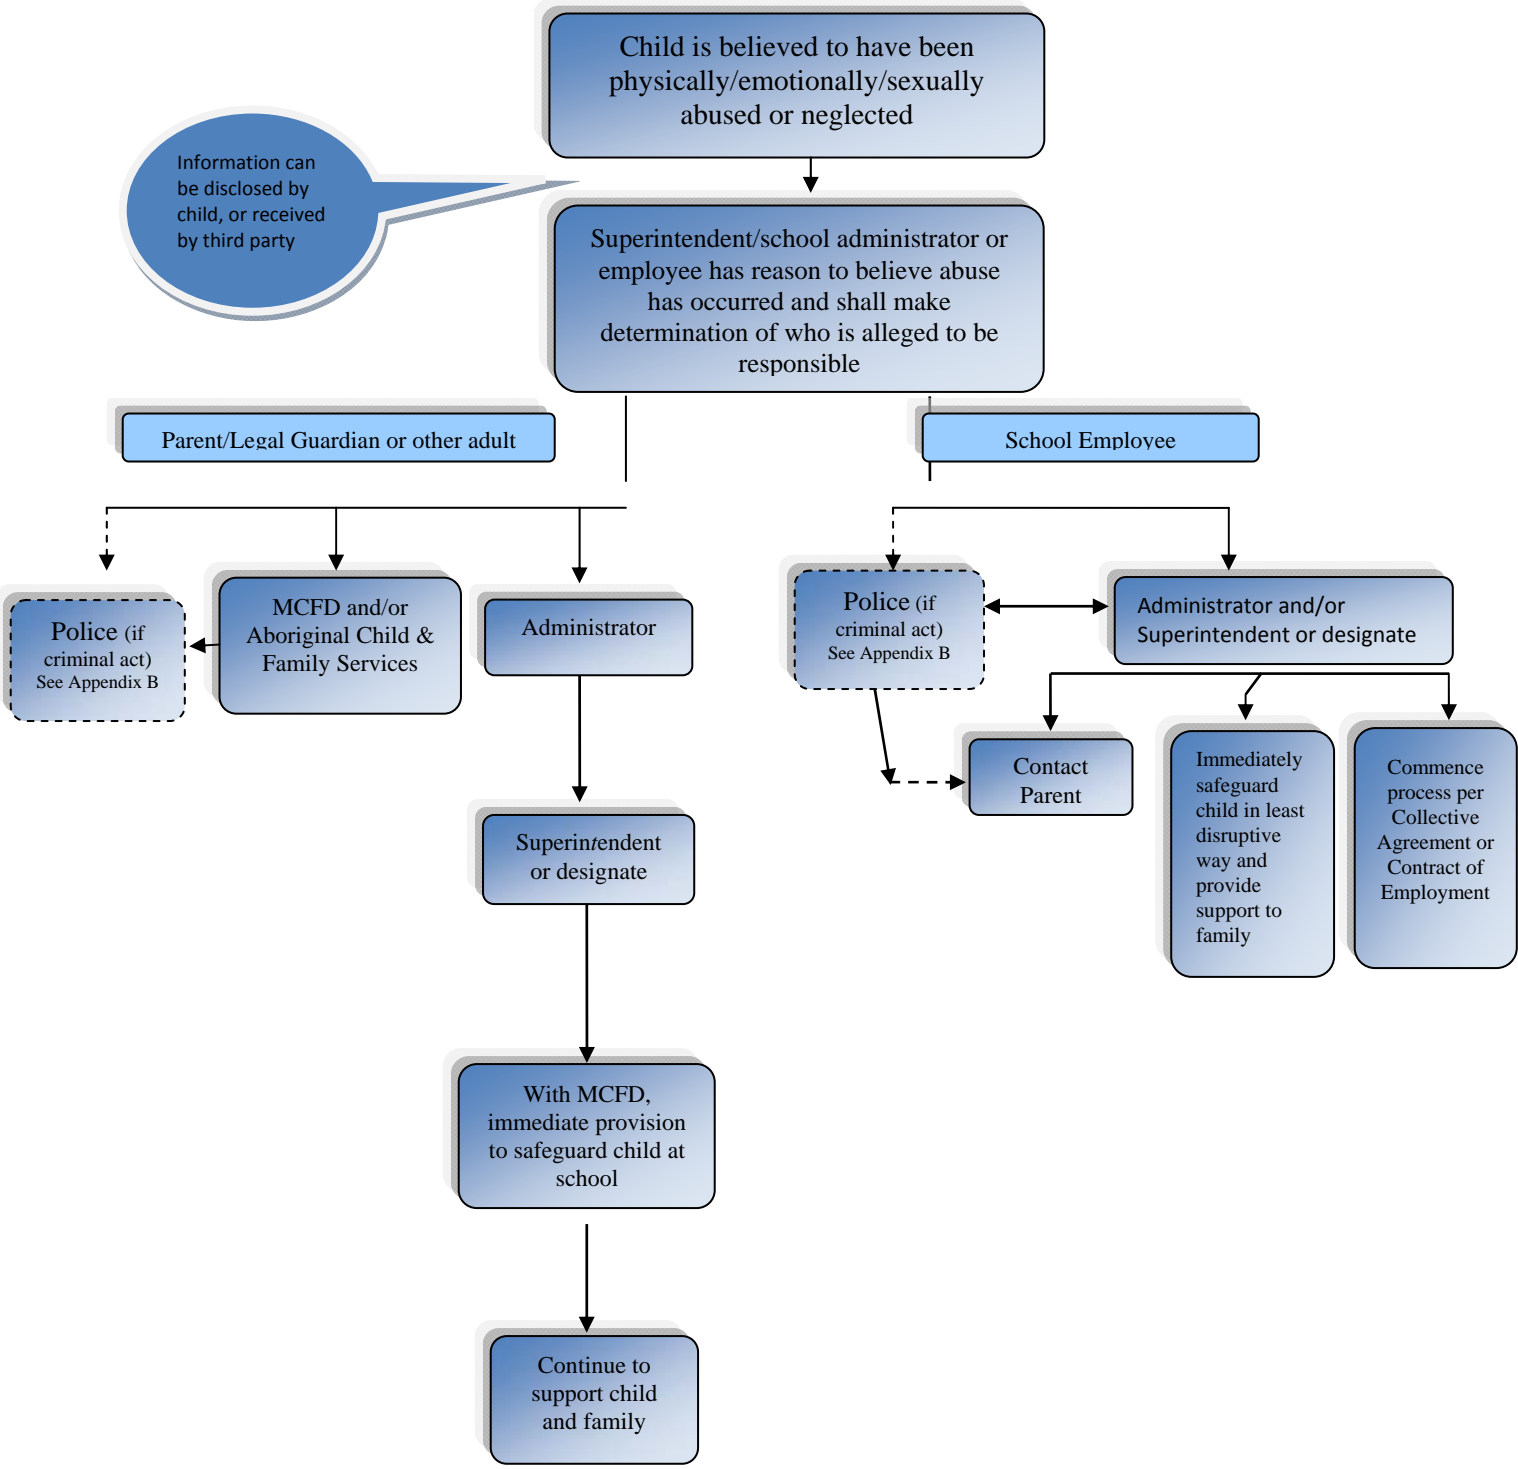 Child is believed to have been
physically/emotionally/sexually
abused or neglected
Information can
be disclosed by
child, or received
by third party
Superintendent/school administrator or
employee has reason to believe abuse
has occurred and shall make
determination of who is alleged to be
responsible
Parent/Legal Guardian or other adult
School Employee
Police (if
criminal act)
See Appendix B
MCFD and/or
Aboriginal Child &
Family Services
Administrator
Police (if
criminal act)
See Appendix B
Administrator and/or
Superintendent or designate
Contact
Parent
Immediately
safeguard
child in least
disruptive
way and
provide
support to
family
Commence
process per
Collective
Agreement or
Contract of
Employment
Superintendent
or designate
With MCFD,
immediate provision
to safeguard child at
school
Continue to
support child
and family